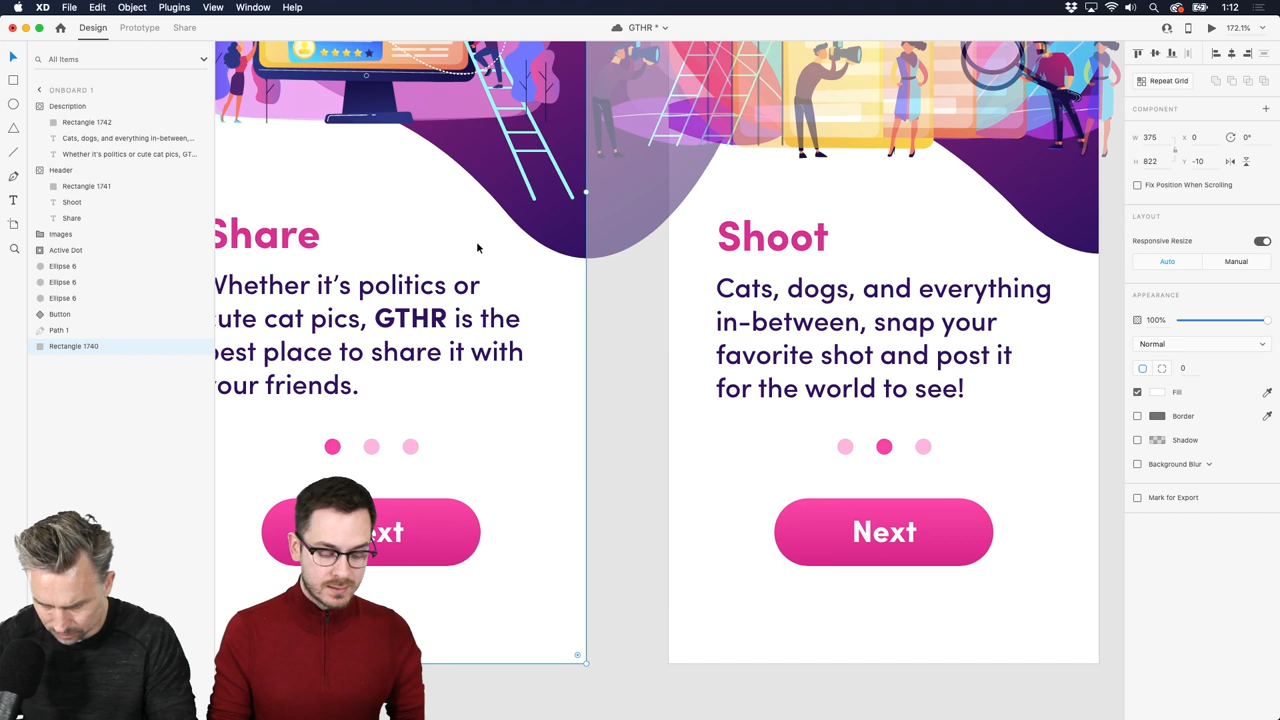 XD File Edit Object Plugins View Window Help 1:12
Design Prototype Share GTHR * 172.1%
All Items
ONBOARD 1
Description
Rectangle 1742
Cats, dogs, and everything in-between,...
Whether it's politics or cute cat pics, GT...
Header
Rectangle 1741
Shoot
Share
Images
Active Dot
Ellipse 6
Ellipse 6
Ellipse 6
Button
Path 1
Rectangle 1740
Share
Whether it's politics or
cute cat pics, GTHR is the
best place to share it with
your friends.
Next
Shoot
Cats, dogs, and everything
in-between, snap your
favorite shot and post it
for the world to see!
Next
Repeat Grid
COMPONENT
W 375 X 0 0°
H 822 Y -10
Fix Position When Scrolling
LAYOUT
Responsive Resize
Auto Manual
APPEARANCE
100%
Normal
0
Fill
Border
Shadow
Background Blur
Mark for Export